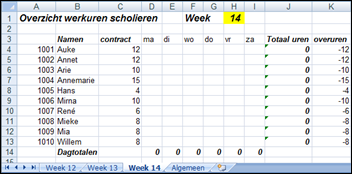 A B C D E F G H I J K
1 Overzicht werkuren scholieren Week 14
2
3 Namen contract ma di wo do vr za Totaal uren overuren
4 1001 Auke 12 0 -12
5 1002 Annet 12 0 -12
6 1003 Arie 10 0 -10
7 1004 Annemarie 15 0 -15
8 1005 Hans 4 0 -4
9 1006 Mirna 10 0 -10
10 1007 René 6 0 -6
11 1008 Mieke 8 0 -8
12 1009 Mia 8 0 -8
13 1010 Willem 8 0 -8
14 Dagtotalen 0 0 0 0 0 0
15
Week 12 Week 13 Week 14 Algemeen